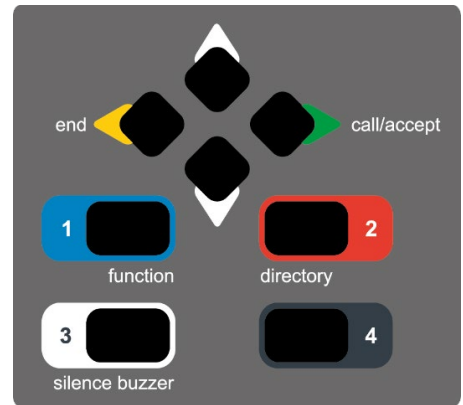 end
call/accept
1
2
function
directory
3
4
silence buzzer